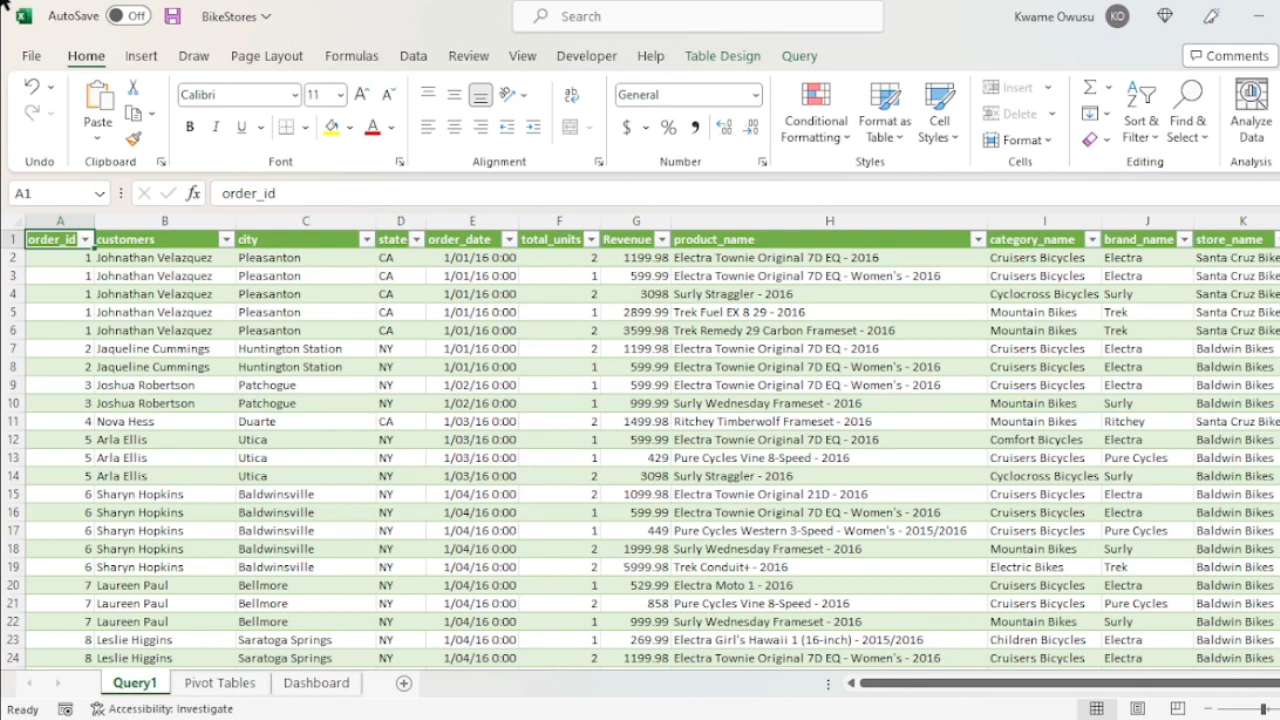 AutoSave Off BikeStores Search Kwame Owusu KO
File Home Insert Draw Page Layout Formulas Data Review View Developer Help Table Design Query Comments
Calibri 11 General
Paste B I U $ % Conditional Formatting Format as Table Cell Styles Insert Delete Format Sort & Filter Find & Select Analyze Data
Undo Clipboard Font Alignment Number Styles Cells Editing Analysis
A1 fx order_id
A B C D E F G H I J K
1 order_id customers city state order_date total_units Revenue product_name category_name brand_name store_name
2 1 Johnathan Velazquez Pleasanton CA 1/01/16 0:00 2 1199.98 Electra Townie Original 7D EQ - 2016 Cruisers Bicycles Electra Santa Cruz Bike
3 1 Johnathan Velazquez Pleasanton CA 1/01/16 0:00 1 599.99 Electra Townie Original 7D EQ - Women's - 2016 Cruisers Bicycles Electra Santa Cruz Bike
4 1 Johnathan Velazquez Pleasanton CA 1/01/16 0:00 2 3098 Surly Straggler - 2016 Cyclocross Bicycles Surly Santa Cruz Bike
5 1 Johnathan Velazquez Pleasanton CA 1/01/16 0:00 1 2899.99 Trek Fuel EX 8 29 - 2016 Mountain Bikes Trek Santa Cruz Bike
6 1 Johnathan Velazquez Pleasanton CA 1/01/16 0:00 2 3599.98 Trek Remedy 29 Carbon Frameset - 2016 Mountain Bikes Trek Santa Cruz Bike
7 2 Jaqueline Cummings Huntington Station NY 1/01/16 0:00 2 1199.98 Electra Townie Original 7D EQ - 2016 Cruisers Bicycles Electra Baldwin Bikes
8 2 Jaqueline Cummings Huntington Station NY 1/01/16 0:00 1 599.99 Electra Townie Original 7D EQ - Women's - 2016 Cruisers Bicycles Electra Baldwin Bikes
9 3 Joshua Robertson Patchogue NY 1/02/16 0:00 1 599.99 Electra Townie Original 7D EQ - Women's - 2016 Cruisers Bicycles Electra Baldwin Bikes
10 3 Joshua Robertson Patchogue NY 1/02/16 0:00 1 999.99 Surly Wednesday Frameset - 2016 Mountain Bikes Surly Baldwin Bikes
11 4 Nova Hess Duarte CA 1/03/16 0:00 2 1499.98 Ritchey Timberwolf Frameset - 2016 Mountain Bikes Ritchey Santa Cruz Bike
12 5 Arla Ellis Utica NY 1/03/16 0:00 1 599.99 Electra Townie Original 7D EQ - 2016 Comfort Bicycles Electra Baldwin Bikes
13 5 Arla Ellis Utica NY 1/03/16 0:00 1 429 Pure Cycles Vine 8-Speed - 2016 Cruisers Bicycles Pure Cycles Baldwin Bikes
14 5 Arla Ellis Utica NY 1/03/16 0:00 2 3098 Surly Straggler - 2016 Cyclocross Bicycles Surly Baldwin Bikes
15 6 Sharyn Hopkins Baldwinsville NY 1/04/16 0:00 2 1099.98 Electra Townie Original 21D - 2016 Cruisers Bicycles Electra Baldwin Bikes
16 6 Sharyn Hopkins Baldwinsville NY 1/04/16 0:00 1 599.99 Electra Townie Original 7D EQ - Women's - 2016 Cruisers Bicycles Electra Baldwin Bikes
17 6 Sharyn Hopkins Baldwinsville NY 1/04/16 0:00 1 449 Pure Cycles Western 3-Speed - Women's - 2015/2016 Cruisers Bicycles Pure Cycles Baldwin Bikes
18 6 Sharyn Hopkins Baldwinsville NY 1/04/16 0:00 2 1999.98 Surly Wednesday Frameset - 2016 Mountain Bikes Surly Baldwin Bikes
19 6 Sharyn Hopkins Baldwinsville NY 1/04/16 0:00 2 5999.98 Trek Conduit+ - 2016 Electric Bikes Trek Baldwin Bikes
20 7 Laureen Paul Bellmore NY 1/04/16 0:00 1 529.99 Electra Moto 1 - 2016 Cruisers Bicycles Electra Baldwin Bikes
21 7 Laureen Paul Bellmore NY 1/04/16 0:00 2 858 Pure Cycles Vine 8-Speed - 2016 Cruisers Bicycles Pure Cycles Baldwin Bikes
22 7 Laureen Paul Bellmore NY 1/04/16 0:00 1 999.99 Surly Wednesday Frameset - 2016 Mountain Bikes Surly Baldwin Bikes
23 8 Leslie Higgins Saratoga Springs NY 1/04/16 0:00 1 269.99 Electra Girl's Hawaii 1 (16-inch) - 2015/2016 Children Bicycles Electra Baldwin Bikes
24 8 Leslie Higgins Saratoga Springs NY 1/04/16 0:00 2 1199.98 Electra Townie Original 7D EQ - Women's - 2016 Cruisers Bicycles Electra Baldwin Bikes
Query1 Pivot Tables Dashboard
Ready Accessibility: Investigate